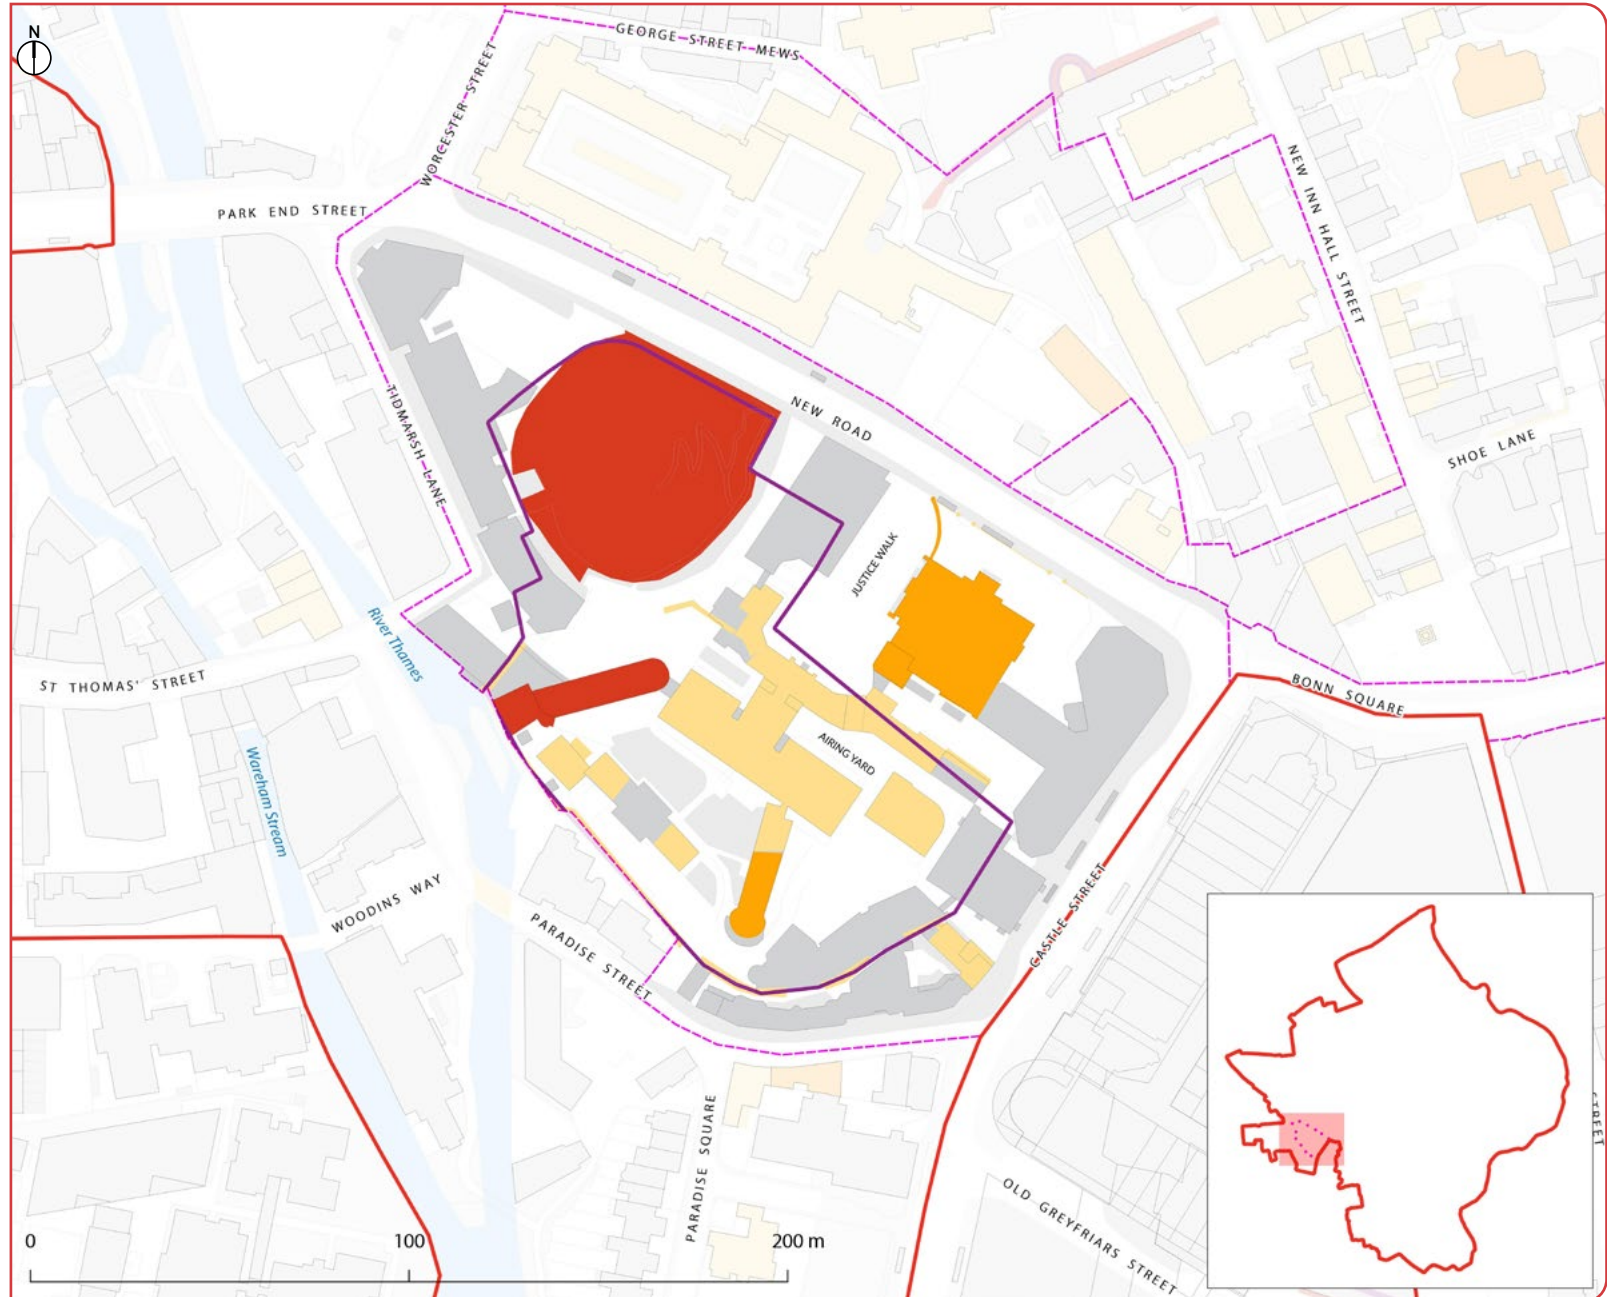 N
GEORGE STREET MEWS
WORCESTER STREET
PARK END STREET
NEW INN HALL STREET
TIDMARSH LANE
NEW ROAD
SHOE LANE
JUSTICE WALK
River Thames
ST THOMAS' STREET
BONN SQUARE
AIRING YARD
Wareham Stream
WOODINS WAY
CASTLE STREET
PARADISE STREET
PARADISE SQUARE
STREET
OLD GREYFRIARS STREET
0 100 200 m